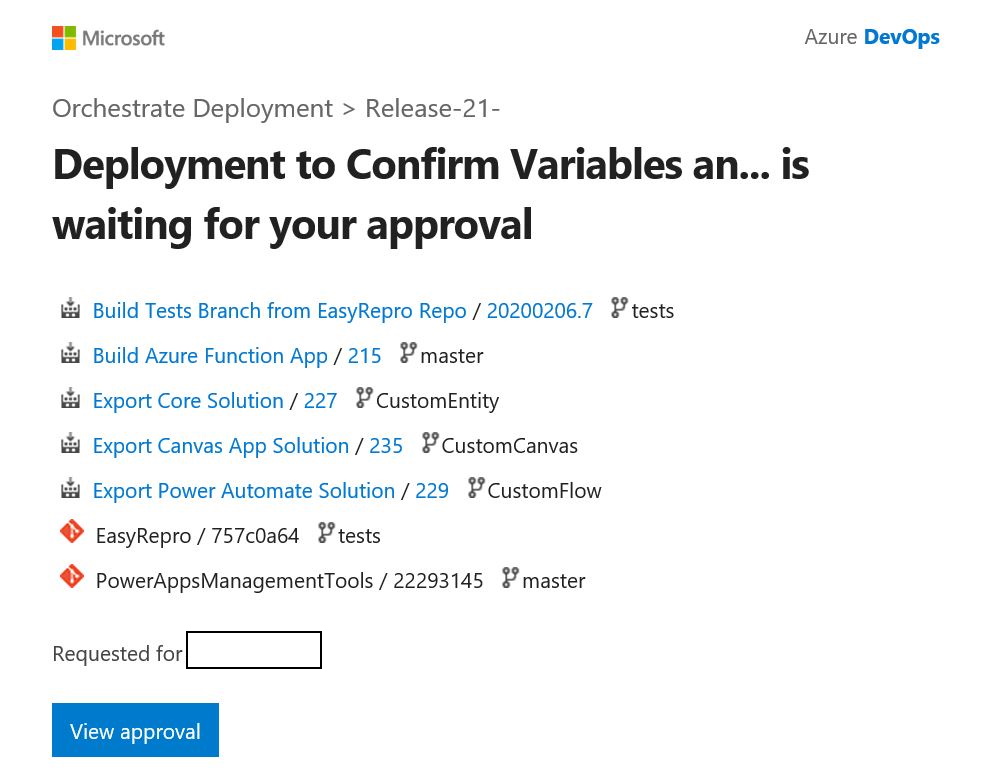 Microsoft
Azure DevOps
Orchestrate Deployment > Release-21-
Deployment to Confirm Variables an... is
waiting for your approval
Build Tests Branch from EasyRepro Repo / 20200206.7 tests
Build Azure Function App / 215 master
Export Core Solution / 227 CustomEntity
Export Canvas App Solution / 235 CustomCanvas
Export Power Automate Solution / 229 CustomFlow
EasyRepro / 757c0a64 tests
PowerAppsManagementTools / 22293145 master
Requested for
View approval